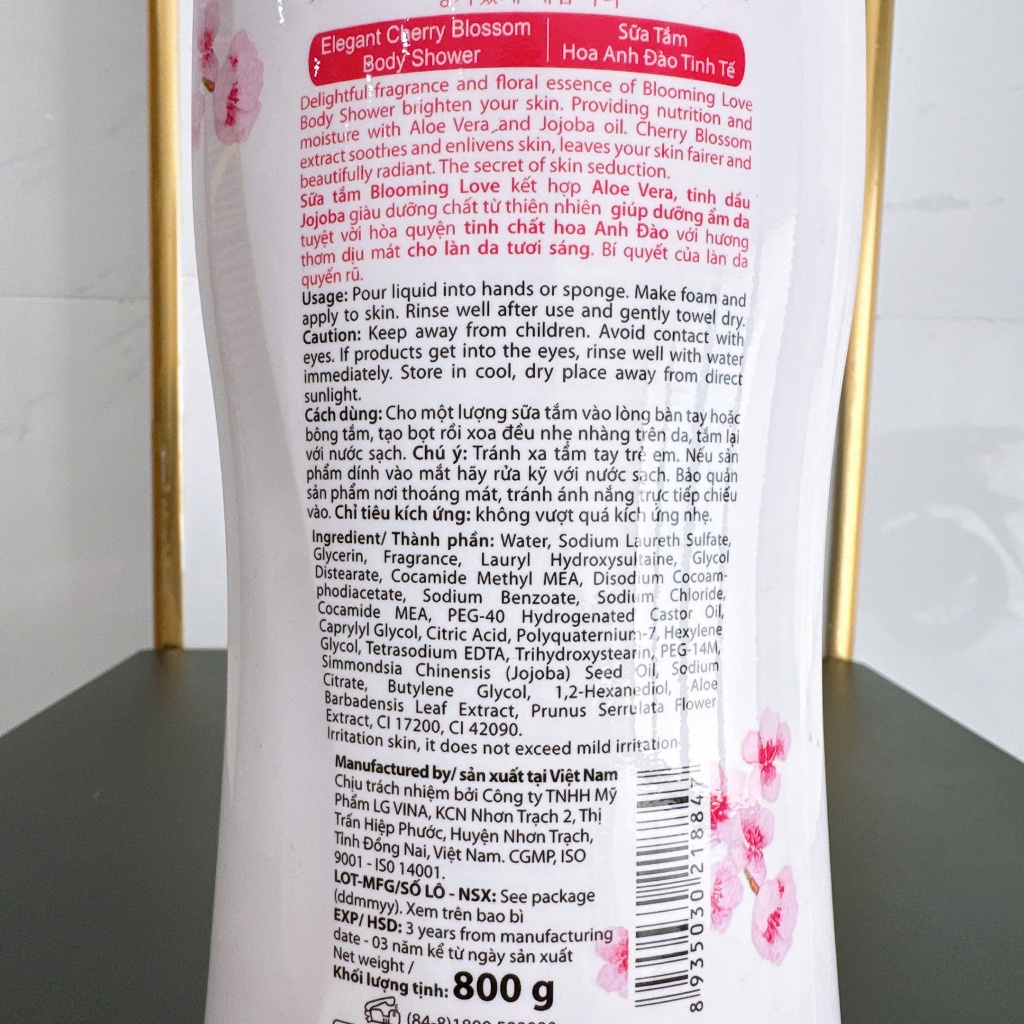 Elegant Cherry Blossom
Body Shower
Sữa Tắm
Hoa Anh Đào Tinh Tế
Delightful fragrance and floral essence of Blooming Love
Body Shower brighten your skin. Providing nutrition and
moisture with Aloe Vera and Jojoba oil. Cherry Blossom
extract soothes and enlivens skin, leaves your skin fairer and
beautifully radiant. The secret of skin seduction.
Sữa tắm Blooming Love kết hợp Aloe Vera, tinh dầu
Jojoba giàu dưỡng chất từ thiên nhiên giúp dưỡng ẩm da
tuyệt vời hòa quyện tinh chất hoa Anh Đào với hương
thơm dịu mát cho làn da tươi sáng. Bí quyết của làn da
quyến rũ.
Usage: Pour liquid into hands or sponge. Make foam and
apply to skin. Rinse well after use and gently towel dry.
Caution: Keep away from children. Avoid contact with
eyes. If products get into the eyes, rinse well with water
immediately. Store in cool, dry place away from direct
sunlight.
Cách dùng: Cho một lượng sữa tắm vào lòng bàn tay hoặc
bông tắm, tạo bọt rồi xoa đều nhẹ nhàng trên da, tắm lại
với nước sạch. Chú ý: Tránh xa tầm tay trẻ em. Nếu sản
phẩm dính vào mắt hãy rửa kỹ với nước sạch. Bảo quản
sản phẩm nơi thoáng mát, tránh ánh nắng trực tiếp chiếu
vào. Chỉ tiêu kích ứng: không vượt quá kích ứng nhẹ.
Ingredient/ Thành phần: Water, Sodium Laureth Sulfate,
Glycerin, Fragrance, Lauryl Hydroxysultaine, Glycol
Distearate, Cocamide Methyl MEA, Disodium Cocoam-
phodiacetate, Sodium Benzoate, Sodium Chloride,
Cocamide MEA, PEG-40 Hydrogenated Castor Oil,
Caprylyl Glycol, Citric Acid, Polyquaternium-7, Hexylene
Glycol, Tetrasodium EDTA, Trihydroxystearin, PEG-14M,
Simmondsia Chinensis (Jojoba) Seed Oil, Sodium
Citrate, Butylene Glycol, 1,2-Hexanediol, Aloe
Barbadensis Leaf Extract, Prunus Serrulata Flower
Extract, CI 17200, CI 42090.
Irritation skin, it does not exceed mild irritation
Manufactured by/ sản xuất tại Việt Nam
Chịu trách nhiệm bởi Công ty TNHH Mỹ
Phẩm LG VINA, KCN Nhơn Trạch 2, Thị
Trấn Hiệp Phước, Huyện Nhơn Trạch,
Tỉnh Đồng Nai, Việt Nam. CGMP, ISO
9001 - ISO 14001.
LOT-MFG/SỐ LÔ - NSX: See package
(ddmmyy). Xem trên bao bì
EXP/ HSD: 3 years from manufacturing
date - 03 năm kể từ ngày sản xuất
Net weight /
Khối lượng tịnh: 800 g
8 935030 218847